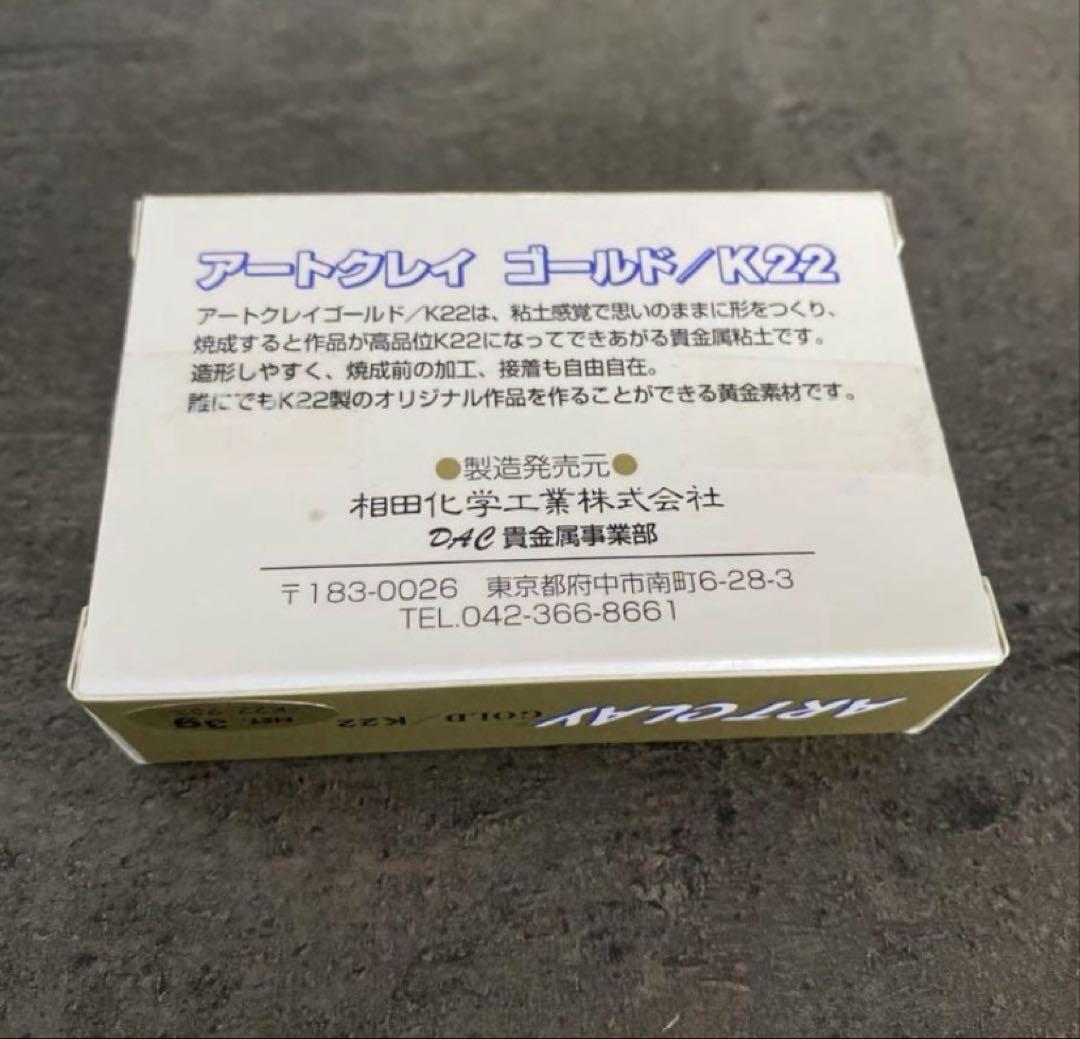 アートクレイ ゴールド/K22
アートクレイゴールド/K22は、粘土感覚で思いのままに形をつくり、
焼成すると作品が高品位K22になってできあがる貴金属粘土です。
造形しやすく、焼成前の加工、接着も自由自在。
誰にでもK22製のオリジナル作品を作ることができる黄金素材です。
●製造発売元●
相田化学工業株式会社
DAC 貴金属事業部
〒183-0026 東京都府中市南町6-28-3
TEL.042-366-8661
ARTCLAY GOLD/K22
NET. 3g